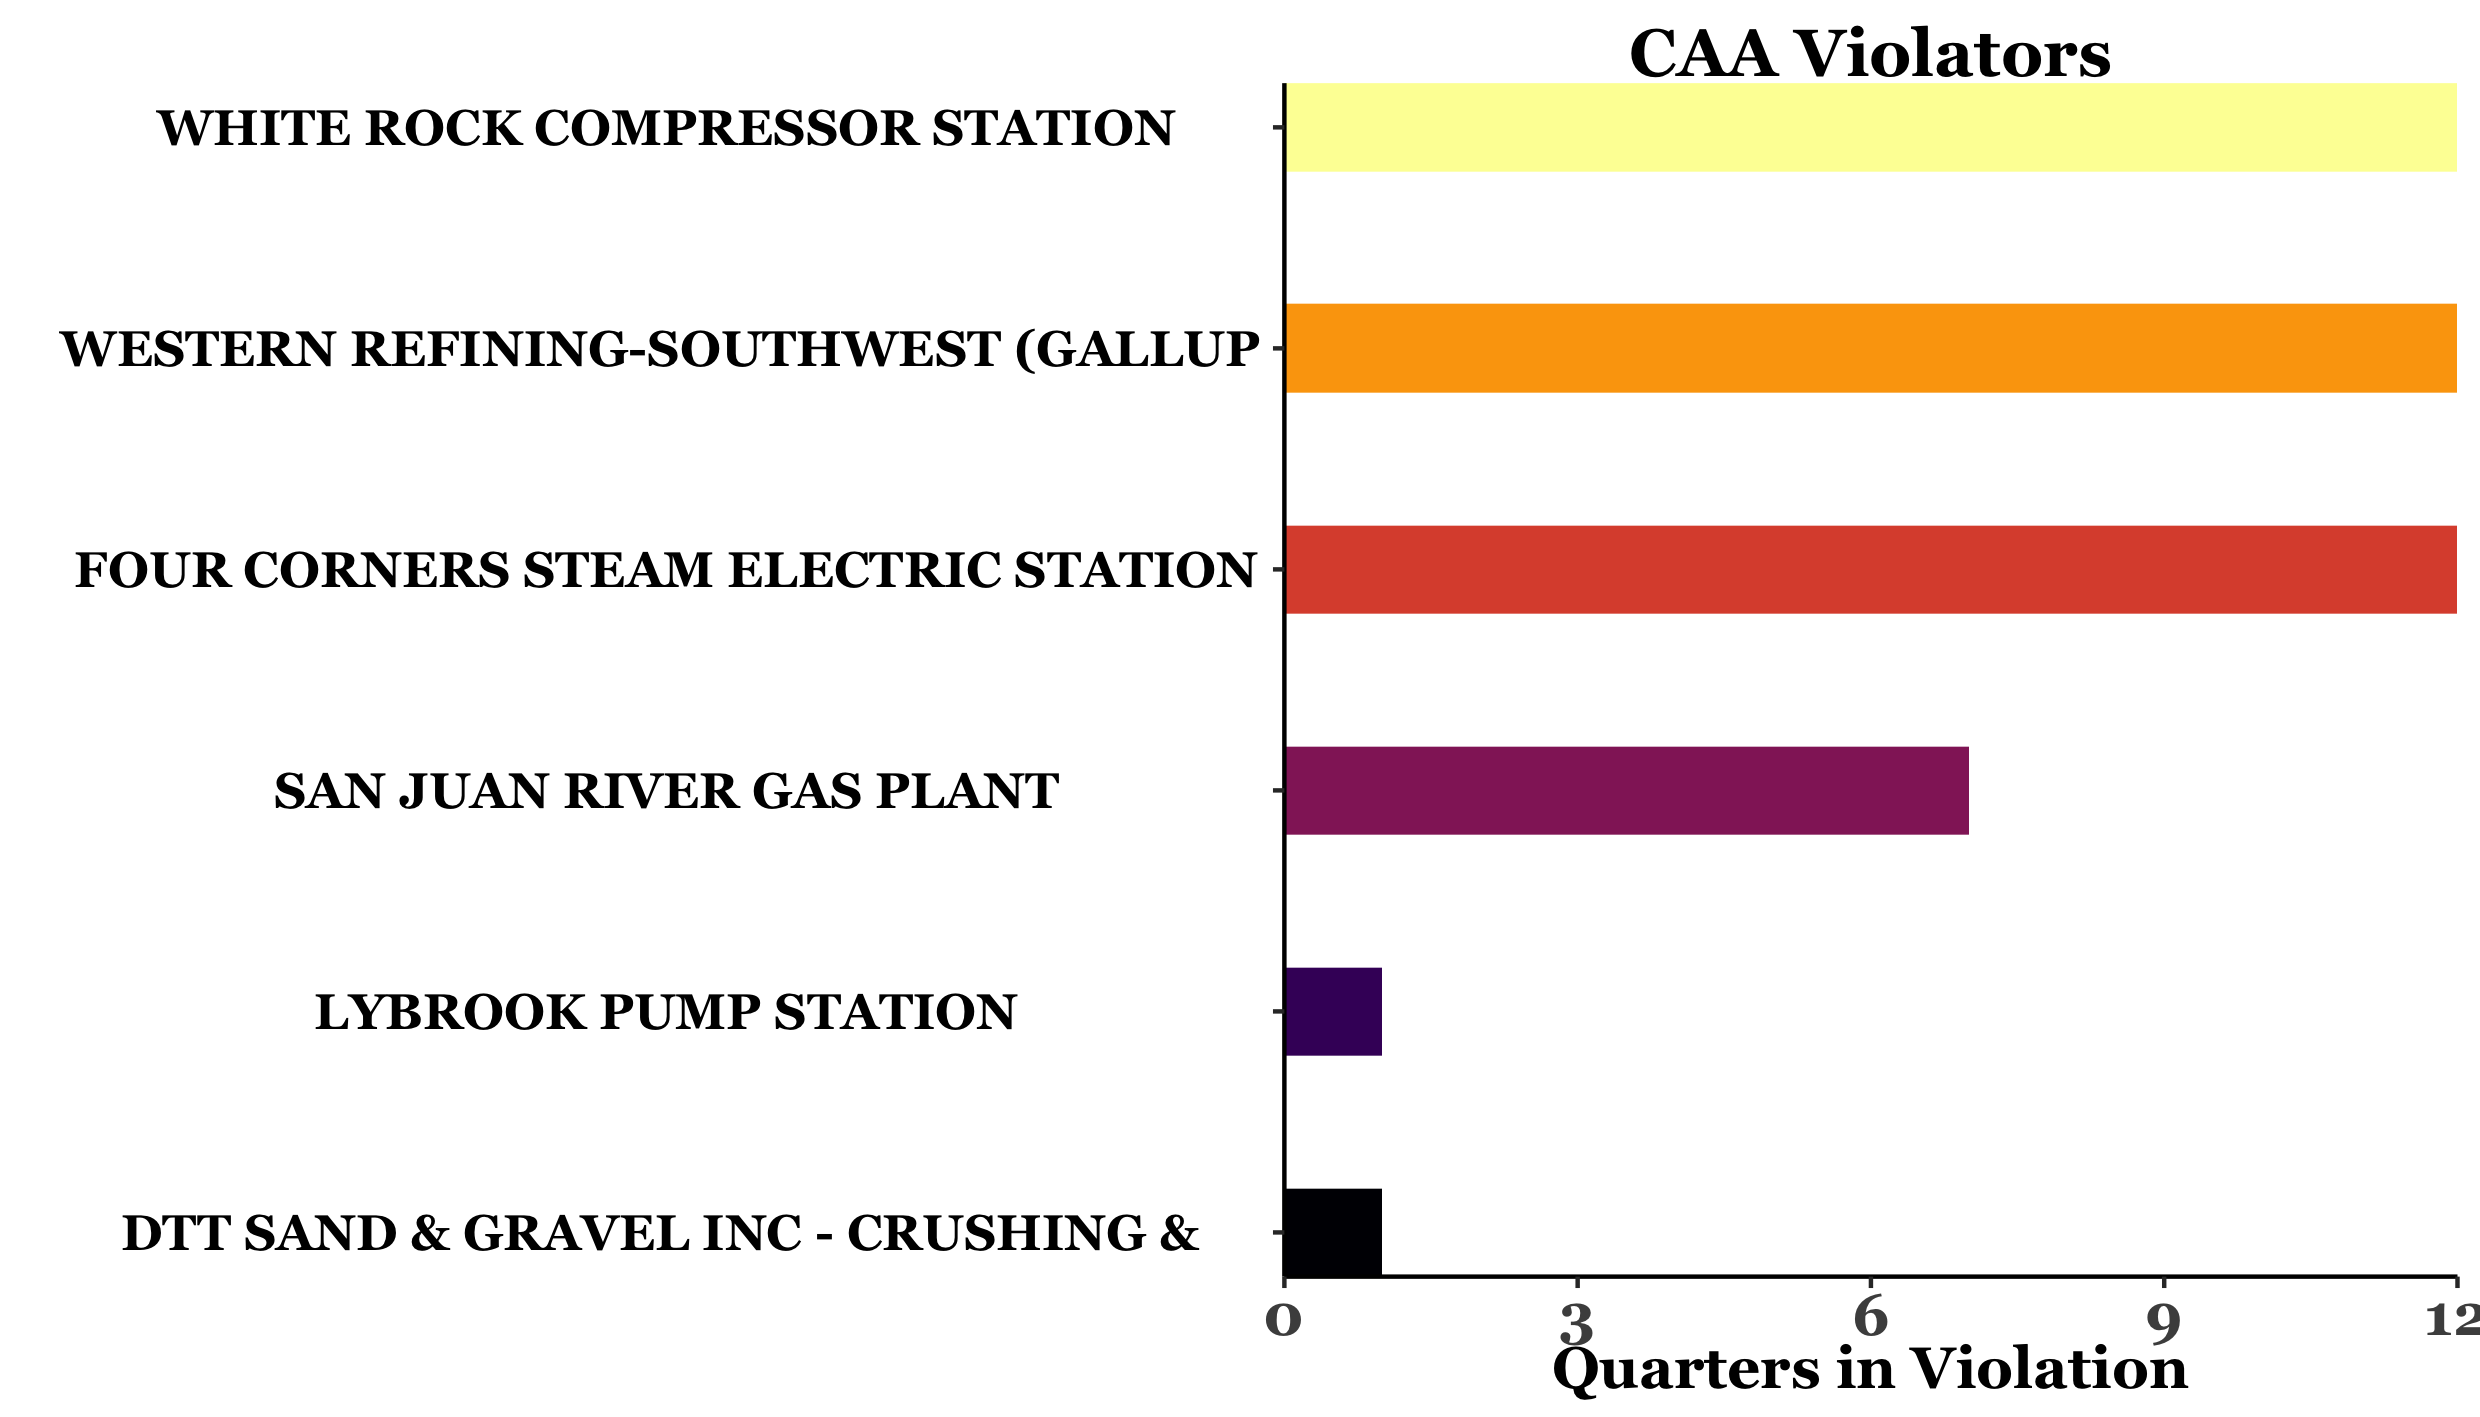 CAA Violators
WHITE ROCK COMPRESSOR STATION
WESTERN REFINING-SOUTHWEST (GALLUP
FOUR CORNERS STEAM ELECTRIC STATION
SAN JUAN RIVER GAS PLANT
LYBROOK PUMP STATION
DTT SAND & GRAVEL INC - CRUSHING &
0 3 6 9 12
Quarters in Violation